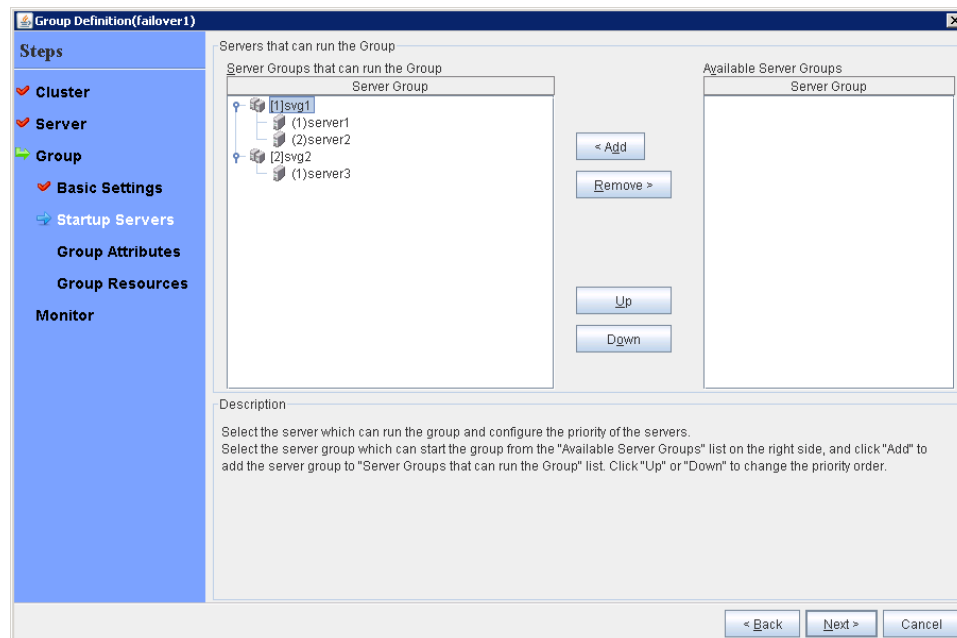 Group Definition(failover1)
Steps
Cluster
Server
Group
Basic Settings
Startup Servers
Group Attributes
Group Resources
Monitor
Servers that can run the Group
Server Groups that can run the Group
Server Group
[1]svg1
(1)server1
(2)server2
[2]svg2
(1)server3
< Add
Remove >
Up
Down
Available Server Groups
Server Group
Description
Select the server which can run the group and configure the priority of the servers.
Select the server group which can start the group from the "Available Server Groups" list on the right side, and click "Add" to
add the server group to "Server Groups that can run the Group" list. Click "Up" or "Down" to change the priority order.
< Back
Next >
Cancel